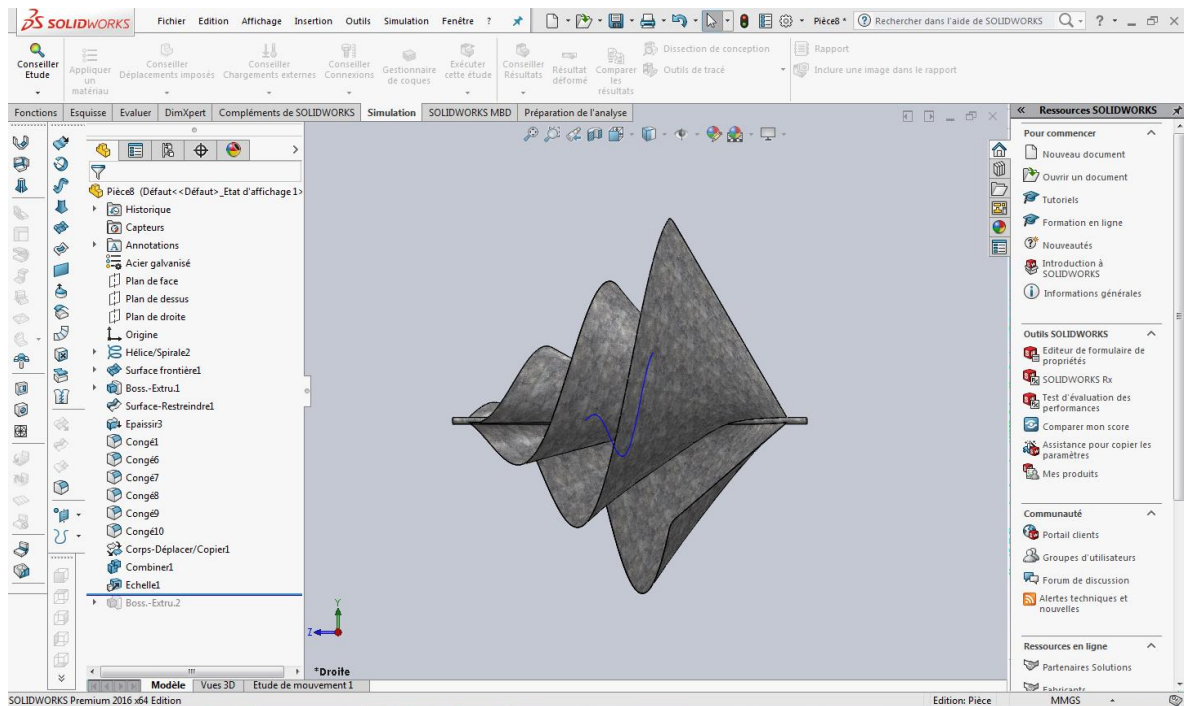 SOLIDWORKS Fichier Edition Affichage Insertion Outils Simulation Fenêtre ? Pièce8 * Rechercher dans l'aide de SOLIDWORKS ?
Conseiller Etude
Appliquer un matériau
Conseiller Déplacements imposés
Conseiller Chargements externes
Conseiller Connexions
Gestionnaire de coques
Exécuter cette étude
Conseiller Résultats
Résultat déformé
Comparer les résultats
Dissection de conception
Outils de tracé
Rapport
Inclure une image dans le rapport
Fonctions Esquisse Evaluer DimXpert Compléments de SOLIDWORKS Simulation SOLIDWORKS MBD Préparation de l'analyse
Pièce8 (Défaut<<Défaut>_Etat d'affichage 1>
Historique
Capteurs
Annotations
Acier galvanisé
Plan de face
Plan de dessus
Plan de droite
Origine
Hélice/Spirale2
Surface frontière1
Boss.-Extru.1
Surface-Restreindre1
Epaissir3
Congé1
Congé6
Congé7
Congé8
Congé9
Congé10
Corps-Déplacer/Copier1
Combiner1
Echelle1
Boss.-Extru.2
Y
Z
*Droite
Ressources SOLIDWORKS
Pour commencer
Nouveau document
Ouvrir un document
Tutoriels
Formation en ligne
Nouveautés
Introduction à
SOLIDWORKS
Informations générales
Outils SOLIDWORKS
Editeur de formulaire de
propriétés
SOLIDWORKS Rx
Test d'évaluation des
performances
Comparer mon score
Assistance pour copier les
paramètres
Mes produits
Communauté
Portail clients
Groupes d'utilisateurs
Forum de discussion
Alertes techniques et
nouvelles
Ressources en ligne
Partenaires Solutions
Fabricants
Modèle Vues 3D Etude de mouvement 1
SOLIDWORKS Premium 2016 x64 Edition Edition: Pièce MMGS